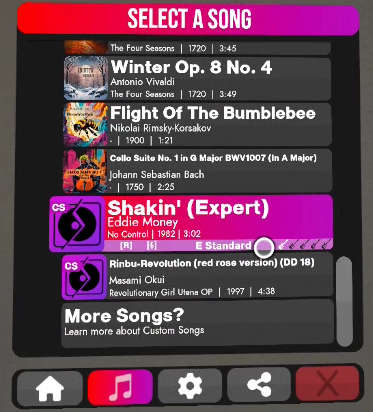 SELECT A SONG
The Four Seasons | 1720 | 3:45
Winter Op. 8 No. 4
Antonio Vivaldi
The Four Seasons | 1720 | 3:49
Flight Of The Bumblebee
Nikolai Rimsky-Korsakov
- | 1900 | 1:21
Cello Suite No. 1 in G Major BWV1007 (In A Major)
Johann Sebastian Bach
- | 1750 | 2:25
CS
Shakin' (Expert)
Eddie Money
No Control | 1982 | 3:02
[R] [6] E Standard
CS
Rinbu-Revolution (red rose version) (DD 18)
Masami Okui
Revolutionary Girl Utena OP | 1997 | 4:38
More Songs?
Learn more about Custom Songs